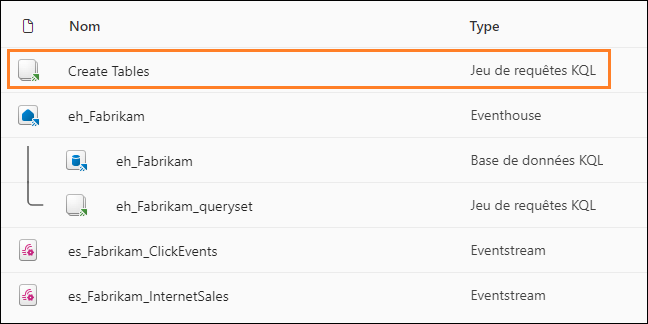 Nom Type
Create Tables Jeu de requêtes KQL
eh_Fabrikam Eventhouse
eh_Fabrikam Base de données KQL
eh_Fabrikam_queryset Jeu de requêtes KQL
es_Fabrikam_ClickEvents Eventstream
es_Fabrikam_InternetSales Eventstream